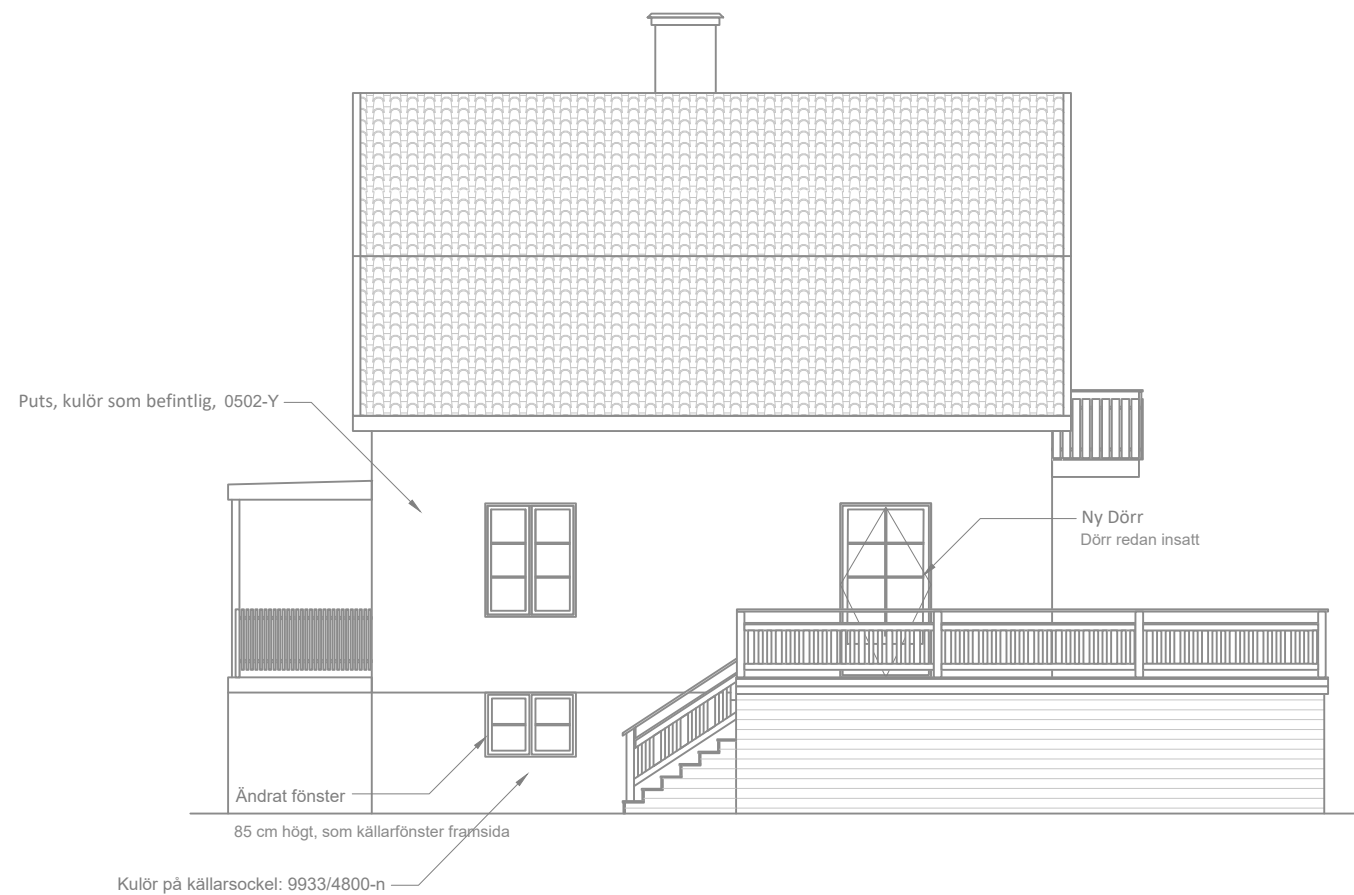 Puts, kulör som befintlig, 0502-Y
Ny Dörr
Dörr redan insatt
Ändrat fönster
85 cm högt, som källarfönster framsida
Kulör på källarsockel: 9933/4800-n